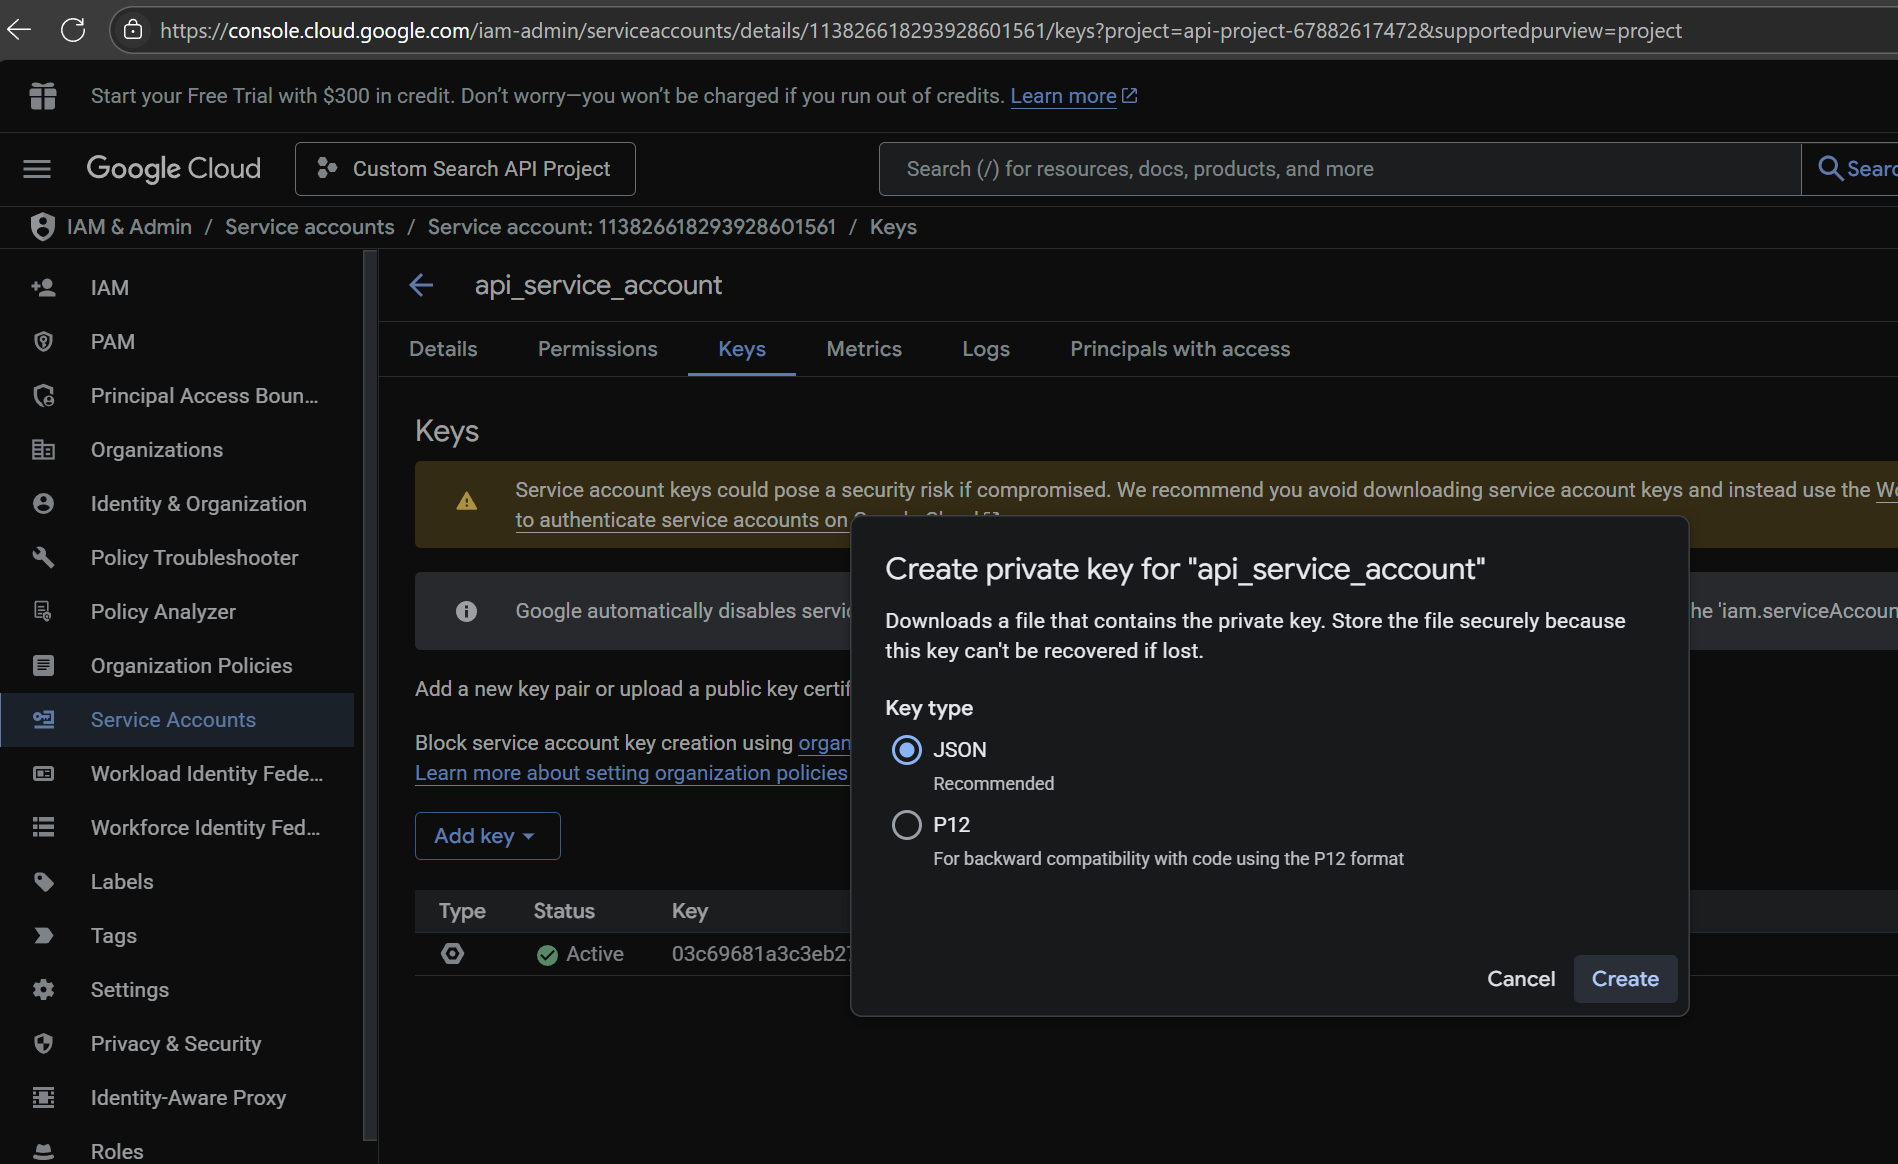 https://console.cloud.google.com/iam-admin/serviceaccounts/details/113826618293928601561/keys?project=api-project-67882617472&supportedpurview=project
Start your Free Trial with $300 in credit. Don’t worry—you won’t be charged if you run out of credits. Learn more
Google Cloud
Custom Search API Project
Search (/) for resources, docs, products, and more
IAM & Admin / Service accounts / Service account: 113826618293928601561 / Keys
IAM
PAM
Principal Access Boun...
Organizations
Identity & Organization
Policy Troubleshooter
Policy Analyzer
Organization Policies
Service Accounts
Workload Identity Fede...
Workforce Identity Fed...
Labels
Tags
Settings
Privacy & Security
Identity-Aware Proxy
Roles
api_service_account
Details Permissions Keys Metrics Logs Principals with access
Keys
Service account keys could pose a security risk if compromised. We recommend you avoid downloading service account keys and instead use the
to authenticate service accounts on
Google automatically disables
Add a new key pair or upload a public key
Block service account key creation using
Learn more about setting organization policies
Add key
Type Status Key
Active 03c69681a3c3eb2
Create private key for "api_service_account"
Downloads a file that contains the private key. Store the file securely because
this key can't be recovered if lost.
Key type
JSON
Recommended
P12
For backward compatibility with code using the P12 format
Cancel Create